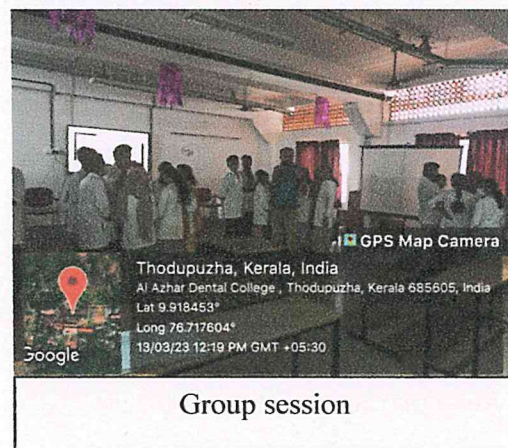 GPS Map Camera
Thodupuzha, Kerala, India
Al Azhar Dental College , Thodupuzha, Kerala 685605, India
Lat 9.918453°
Long 76.717604°
13/03/23 12:19 PM GMT +05:30
Google
Group session